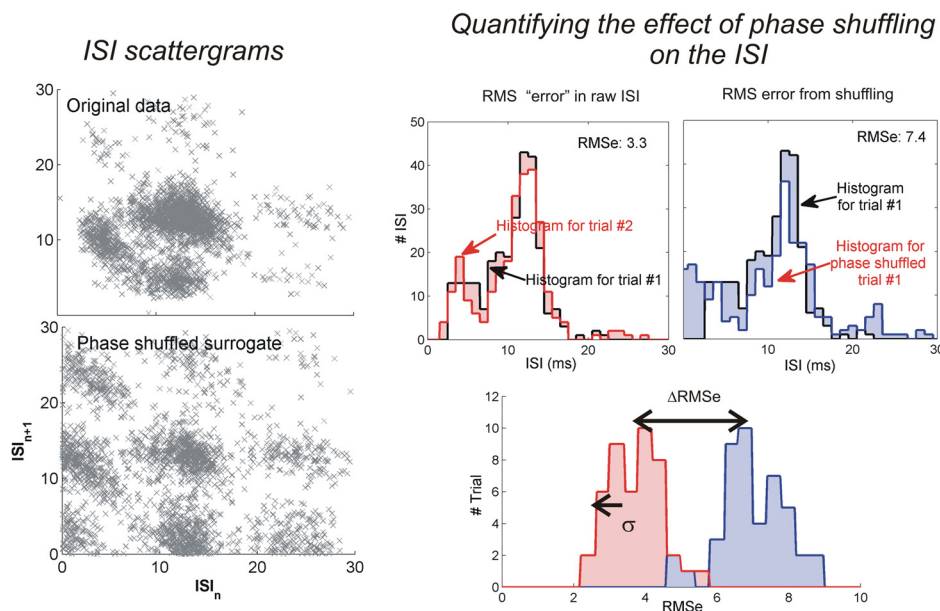 ISI scattergrams
Quantifying the effect of phase shuffling
on the ISI
Original data
30
20
10
0
Phase shuffled surrogate
30
20
10
0
0
10
20
30
ISIn+1
ISIn
RMS "error" in raw ISI
RMSe: 3.3
50
40
30
20
10
0
# ISI
Histogram for trial #2
Histogram for trial #1
0
10
20
30
ISI (ms)
RMS error from shuffling
RMSe: 7.4
Histogram
for trial #1
Histogram for
phase shuffled
trial #1
10
20
30
ISI (ms)
ΔRMSe
12
10
8
6
4
2
0
# Trial
σ
0
2
4
6
8
10
RMSe